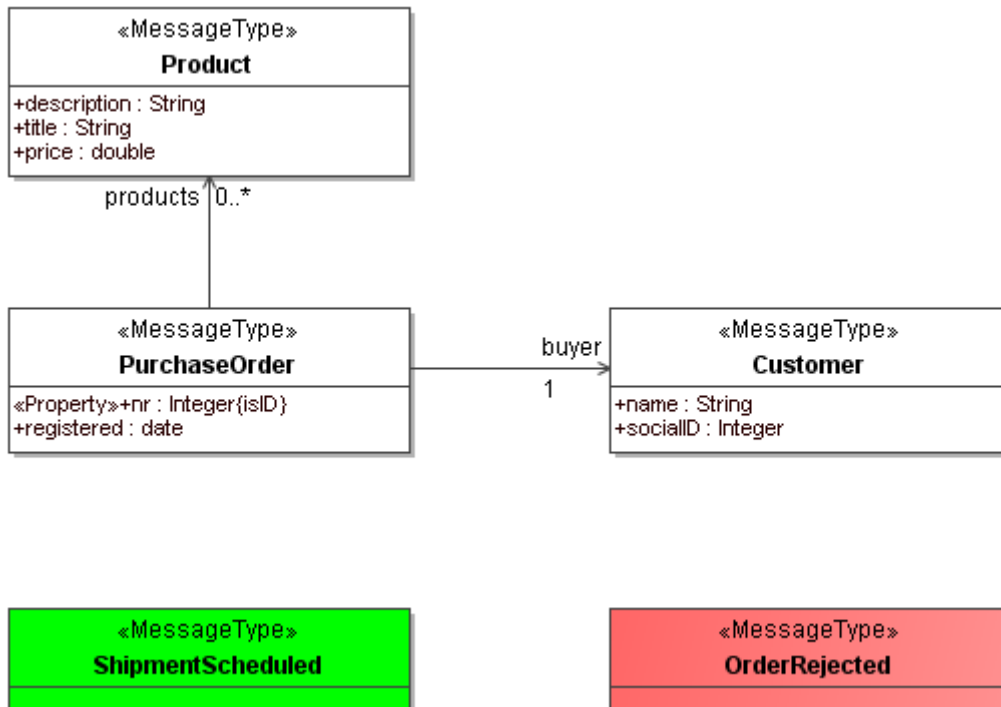 «MessageType»
Product
+description : String
+title : String
+price : double
products 0..*
«MessageType»
PurchaseOrder
«Property»+nr : Integer{isID}
+registered : date
buyer
1
«MessageType»
Customer
+name : String
+socialID : Integer
«MessageType»
ShipmentScheduled
«MessageType»
OrderRejected